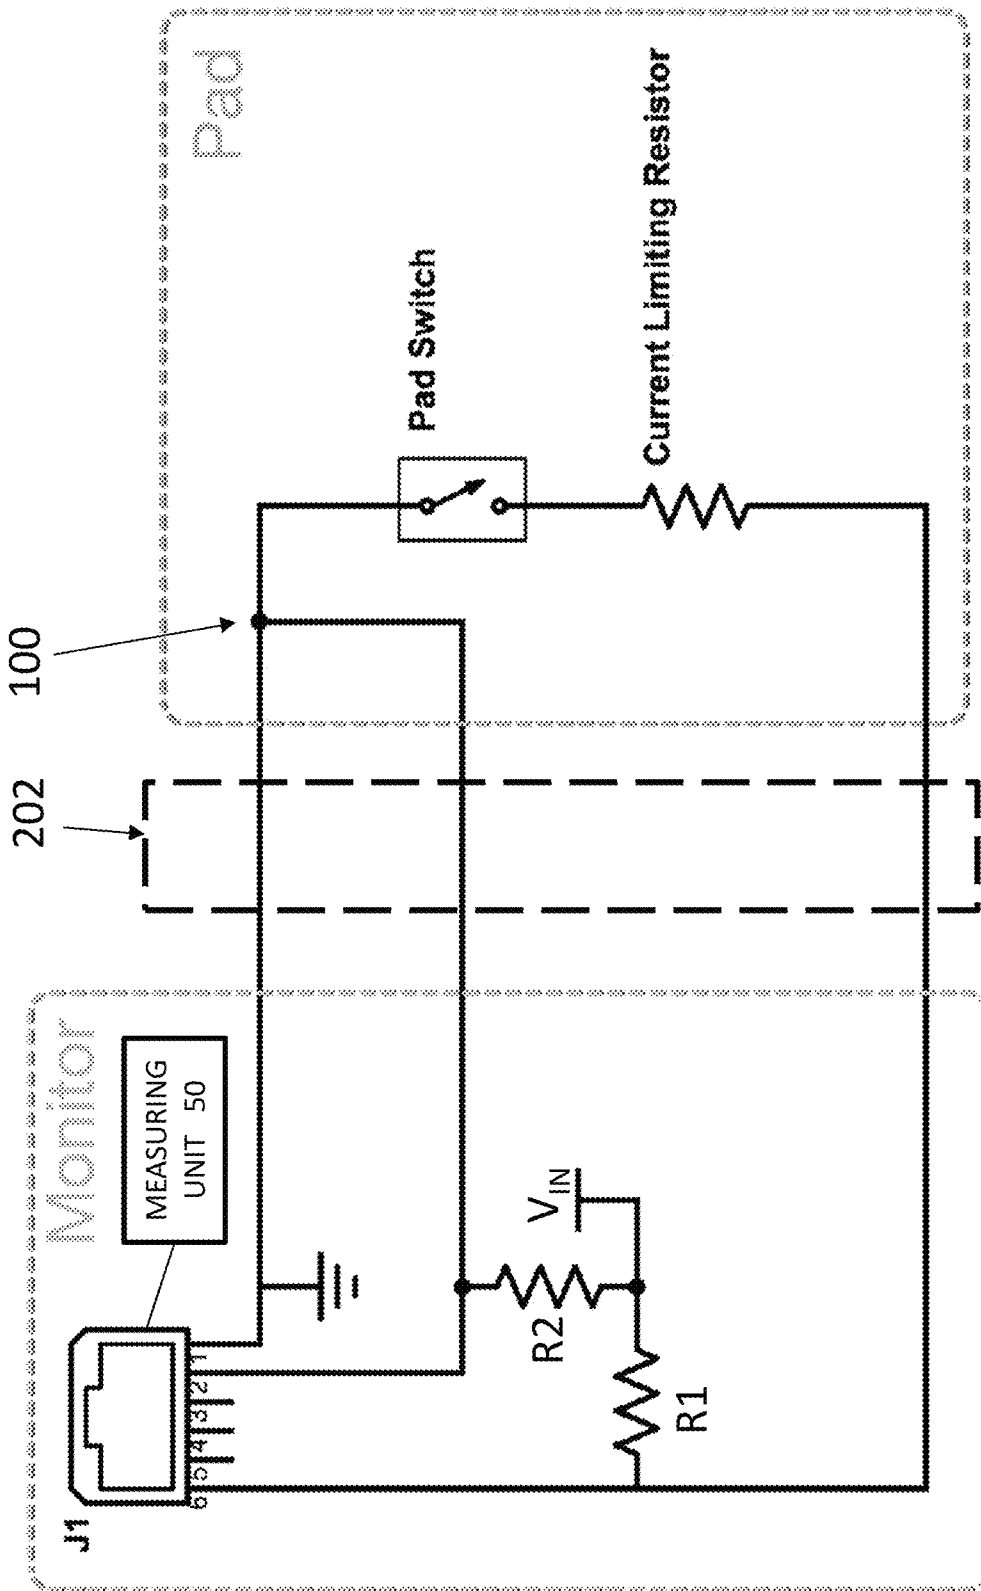 Monitor
Pad
202
100
J1
MEASURING
UNIT 50
1
2
3
4
5
6
R2
VIN
R1
Pad Switch
Current Limiting Resistor